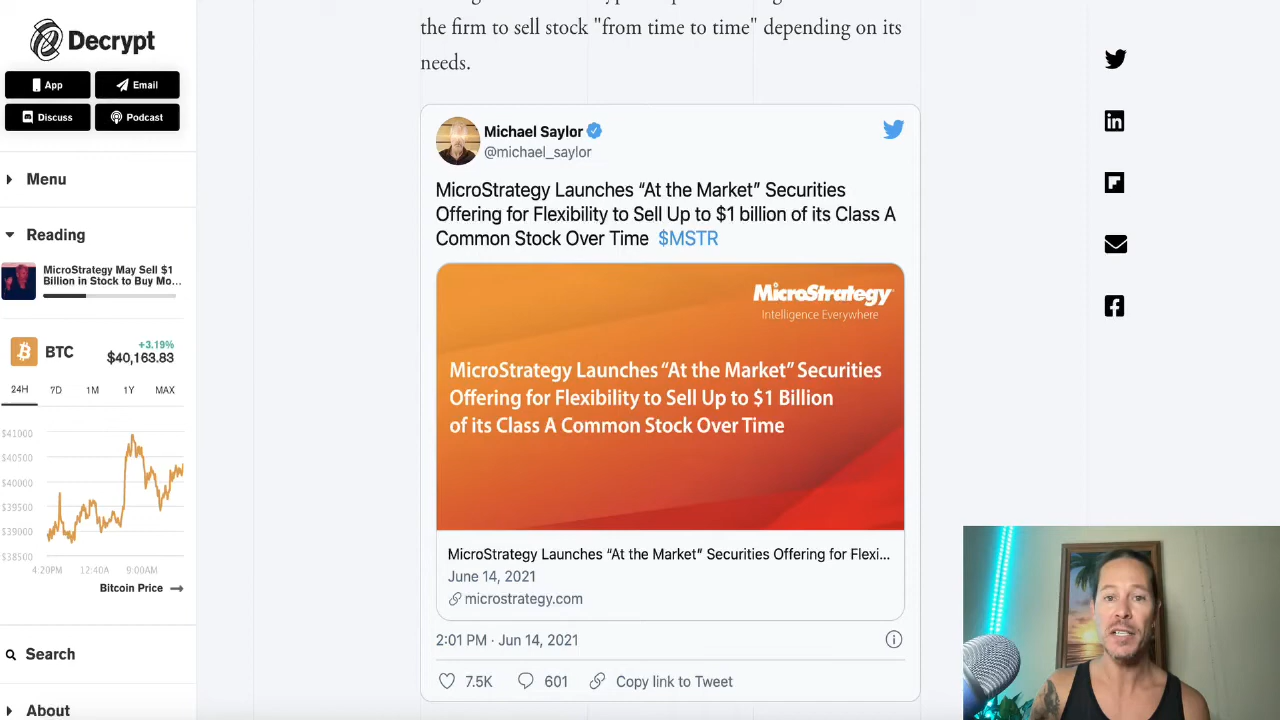 Decrypt
App
Email
Discuss
Podcast
Menu
Reading
MicroStrategy May Sell $1
Billion in Stock to Buy Mo...
BTC
+3.19%
$40,163.83
24H 7D 1M 1Y MAX
$41000
$40500
$40000
$39500
$39000
$38500
4:20PM 12:40A 9:00AM
Bitcoin Price
Search
About
the firm to sell stock "from time to time" depending on its
needs.
Michael Saylor
@michael_saylor
MicroStrategy Launches “At the Market” Securities
Offering for Flexibility to Sell Up to $1 billion of its Class A
Common Stock Over Time $MSTR
MicroStrategy
Intelligence Everywhere
MicroStrategy Launches “At the Market” Securities
Offering for Flexibility to Sell Up to $1 Billion
of its Class A Common Stock Over Time
MicroStrategy Launches “At the Market” Securities Offering for Flexi...
June 14, 2021
microstrategy.com
2:01 PM · Jun 14, 2021
7.5K 601 Copy link to Tweet